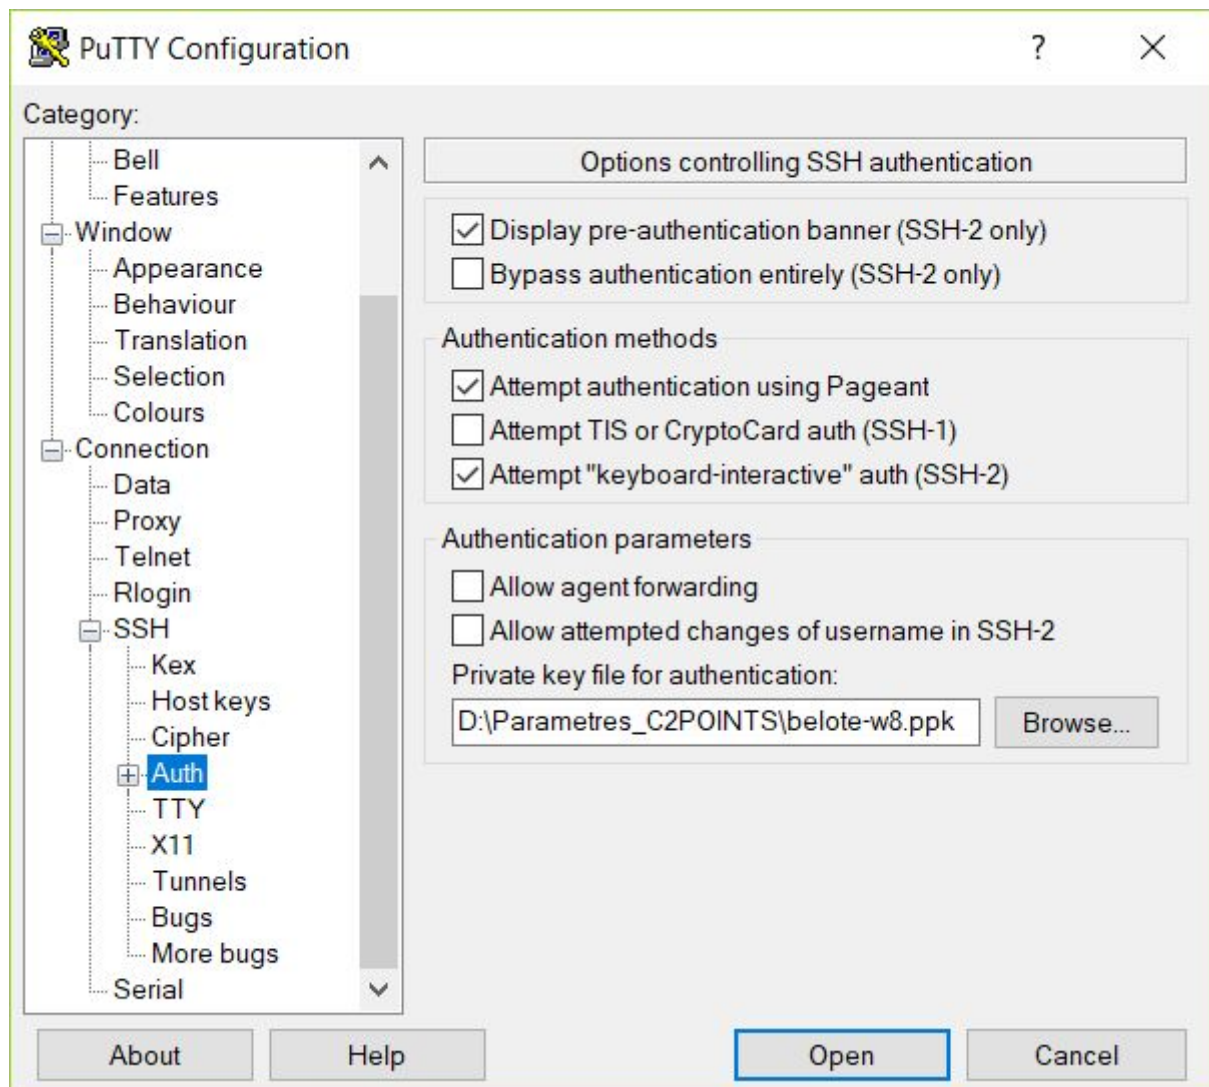 PuTTY Configuration
?
Category:
Bell
Features
Window
Appearance
Behaviour
Translation
Selection
Colours
Connection
Data
Proxy
Telnet
Rlogin
SSH
Kex
Host keys
Cipher
Auth
TTY
X11
Tunnels
Bugs
More bugs
Serial
Options controlling SSH authentication
Display pre-authentication banner (SSH-2 only)
Bypass authentication entirely (SSH-2 only)
Authentication methods
Attempt authentication using Pageant
Attempt TIS or CryptoCard auth (SSH-1)
Attempt "keyboard-interactive" auth (SSH-2)
Authentication parameters
Allow agent forwarding
Allow attempted changes of username in SSH-2
Private key file for authentication:
D:\Parametres_C2POINTS\belote-w8.ppk
Browse...
About
Help
Open
Cancel